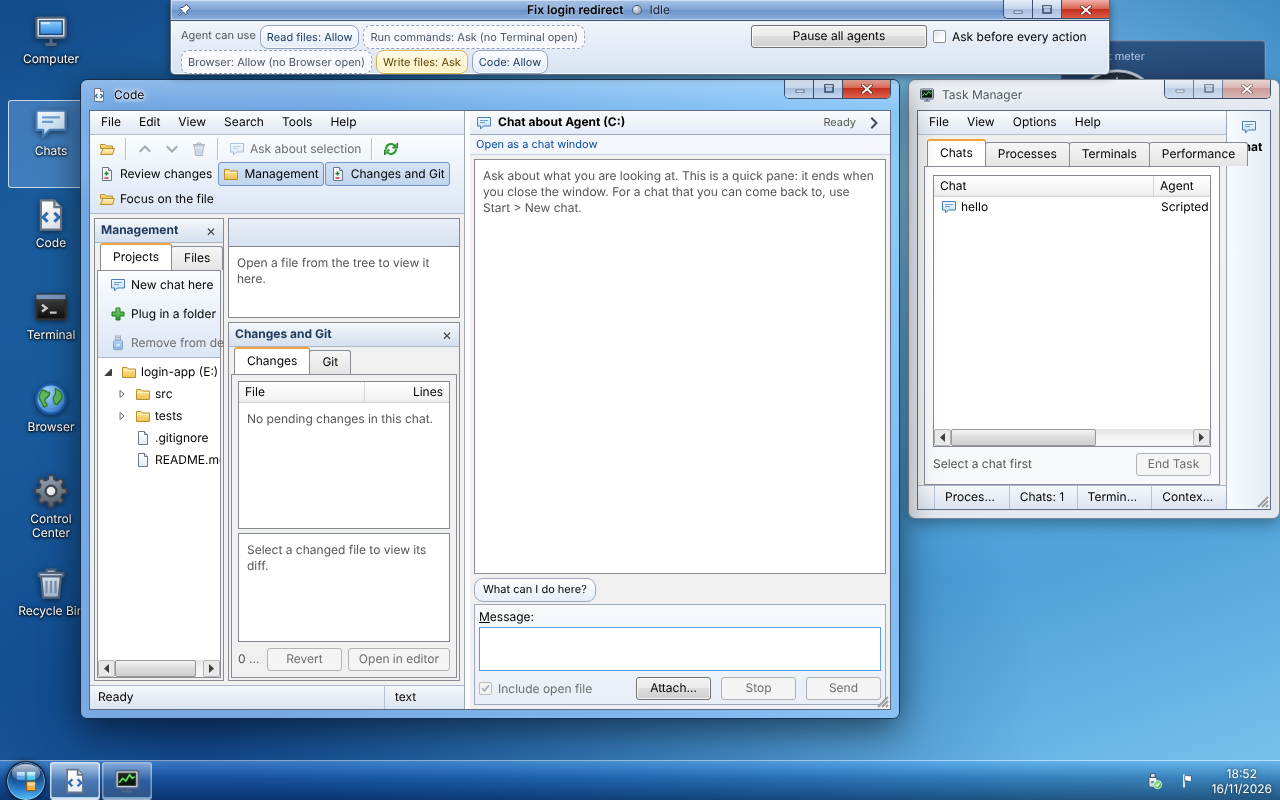 Fix login redirect Idle
Agent can use Read files: Allow Run commands: Ask (no Terminal open) Pause all agents Ask before every action
Browser: Allow (no Browser open) Write files: Ask Code: Allow
meter
Computer
Chats
Code
Terminal
Browser
Control
Center
Recycle Bin
Code
File Edit View Search Tools Help
Ask about selection
Review changes Management Changes and Git
Focus on the file
Management
Projects Files
New chat here
Plug in a folder
Remove from de
login-app (E:)
src
tests
.gitignore
README.m
Open a file from the tree to view it
here.
Changes and Git
Changes Git
File Lines
No pending changes in this chat.
Select a changed file to view its
diff.
0 ... Revert Open in editor
Ready text
Chat about Agent (C:) Ready
Open as a chat window
Ask about what you are looking at. This is a quick pane: it ends when
you close the window. For a chat that you can come back to, use
Start > New chat.
What can I do here?
Message:
Include open file Attach... Stop Send
Task Manager
File View Options Help
Chats Processes Terminals Performance
Chat Agent
hello Scripted
Select a chat first End Task
Proces... Chats: 1 Termin... Contex...
18:52
16/11/2026